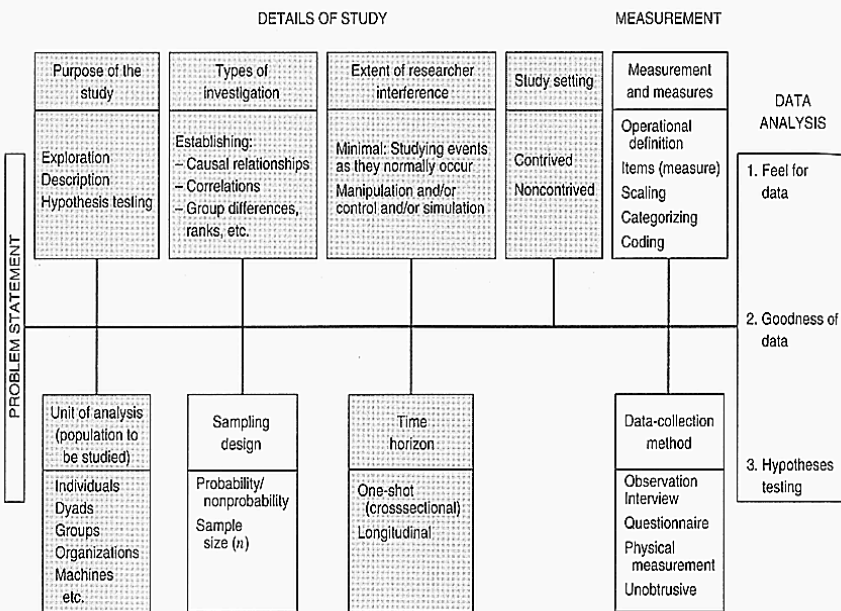 DETAILS OF STUDY
MEASUREMENT
Purpose of the
study
Exploration
Description
Hypothesis testing
Types of
investigation
Establishing:
– Causal relationships
– Correlations
– Group differences,
ranks, etc.
Extent of researcher
interference
Minimal: Studying events
as they normally occur
Manipulation and/or
control and/or simulation
Study setting
Contrived
Noncontrived
Measurement
and measures
Operational
definition
Items (measure)
Scaling
Categorizing
Coding
DATA
ANALYSIS
1. Feel for
data
2. Goodness of
data
3. Hypotheses
testing
PROBLEM STATEMENT
Unit of analysis
(population to
be studied)
Individuals
Dyads
Groups
Organizations
Machines
etc.
Sampling
design
Probability/
nonprobability
Sample
size (n)
Time
horizon
One-shot
(crosssectional)
Longitudinal
Data-collection
method
Observation
Interview
Questionnaire
Physical
measurement
Unobtrusive